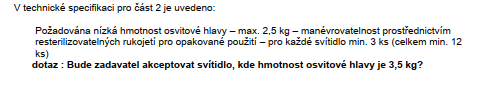 V technické specifikaci pro část 2 je uvedeno:
Požadována nízká hmotnost osvitové hlavy – max. 2,5 kg – manévrovatelnost prostřednictvím
resterilizovatelných rukojetí pro opakované použití – pro každé svítidlo min. 3 ks (celkem min. 12
ks)
dotaz : Bude zadavatel akceptovat svítidlo, kde hmotnost osvitové hlavy je 3,5 kg?